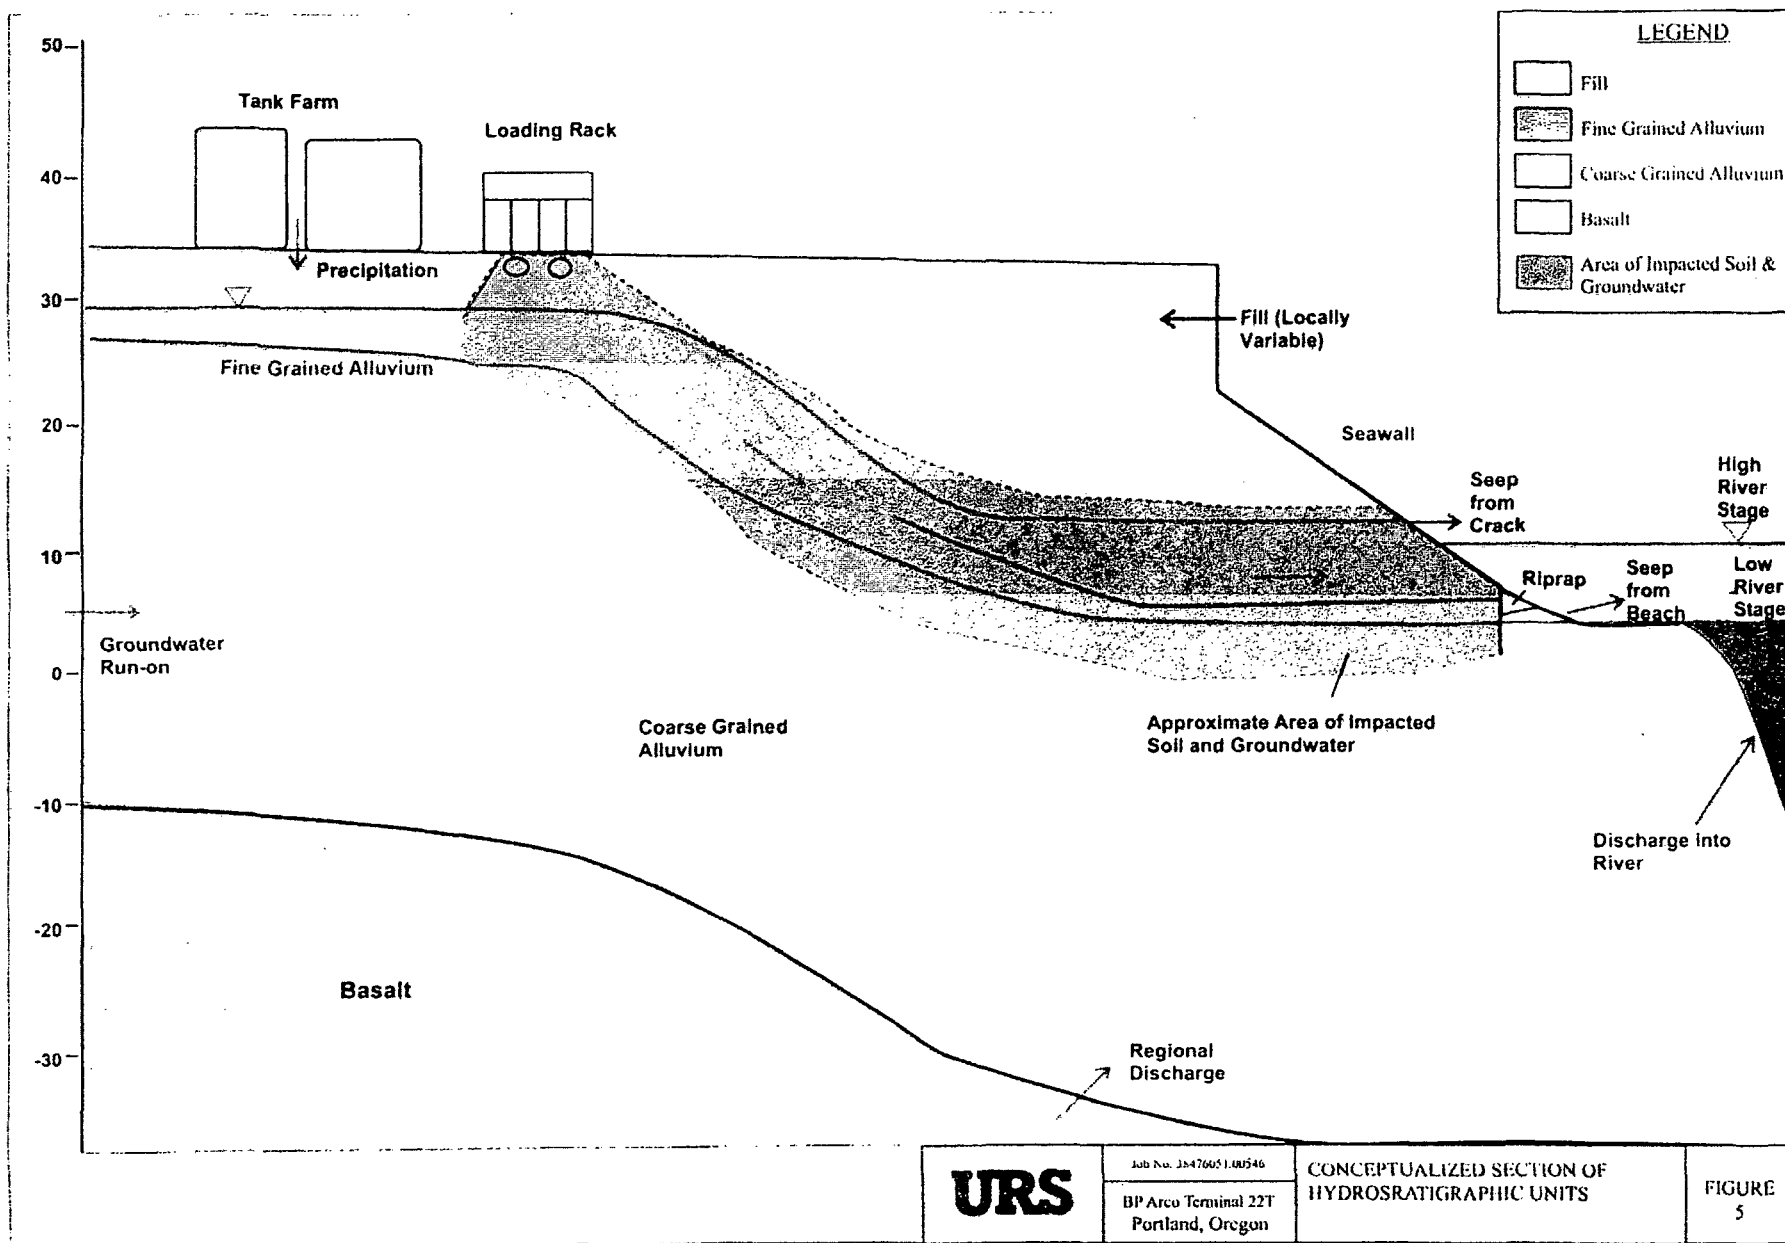 LEGEND
Fill
Fine Grained Alluvium
Coarse Grained Alluvium
Basalt
Area of Impacted Soil &
Groundwater
50
40
30
20
10
0
-10
-20
-30
Tank Farm
Loading Rack
Precipitation
Fine Grained Alluvium
Fill (Locally
Variable)
Seawall
Seep
from
Crack
High
River
Stage
Riprap
Seep
from
Beach
Low
River
Stage
Groundwater
Run-on
Coarse Grained
Alluvium
Approximate Area of Impacted
Soil and Groundwater
Discharge Into
River
Basalt
Regional
Discharge
URS
Job No. 38476051.00546
BP Arco Terminal 22T
Portland, Oregon
CONCEPTUALIZED SECTION OF
HYDROSRATIGRAPHIC UNITS
FIGURE
5